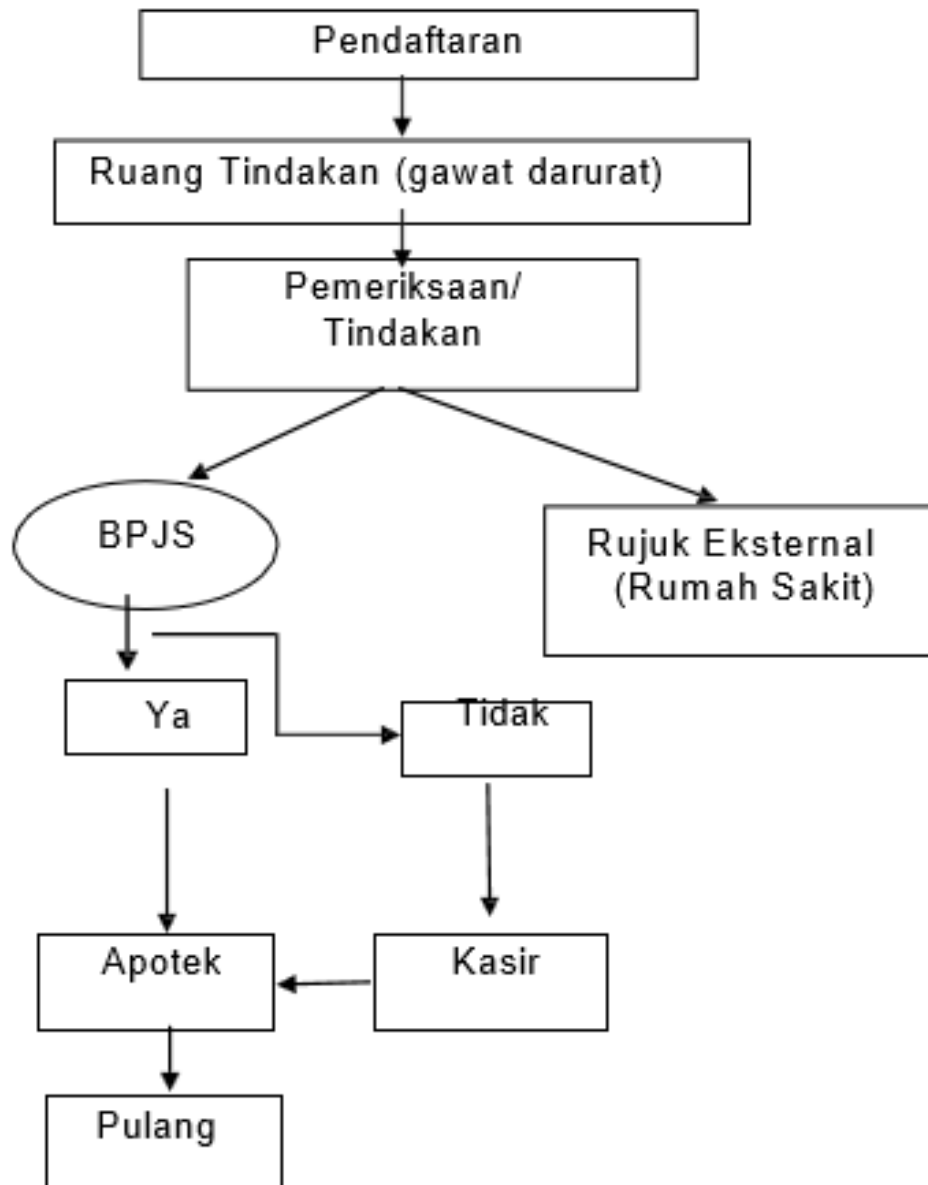 Pendaftaran
Ruang Tindakan (gawat darurat)
Pemeriksaan/
Tindakan
BPJS
Rujuk Eksternal
(Rumah Sakit)
Ya
Tidak
Apotek
Kasir
Pulang